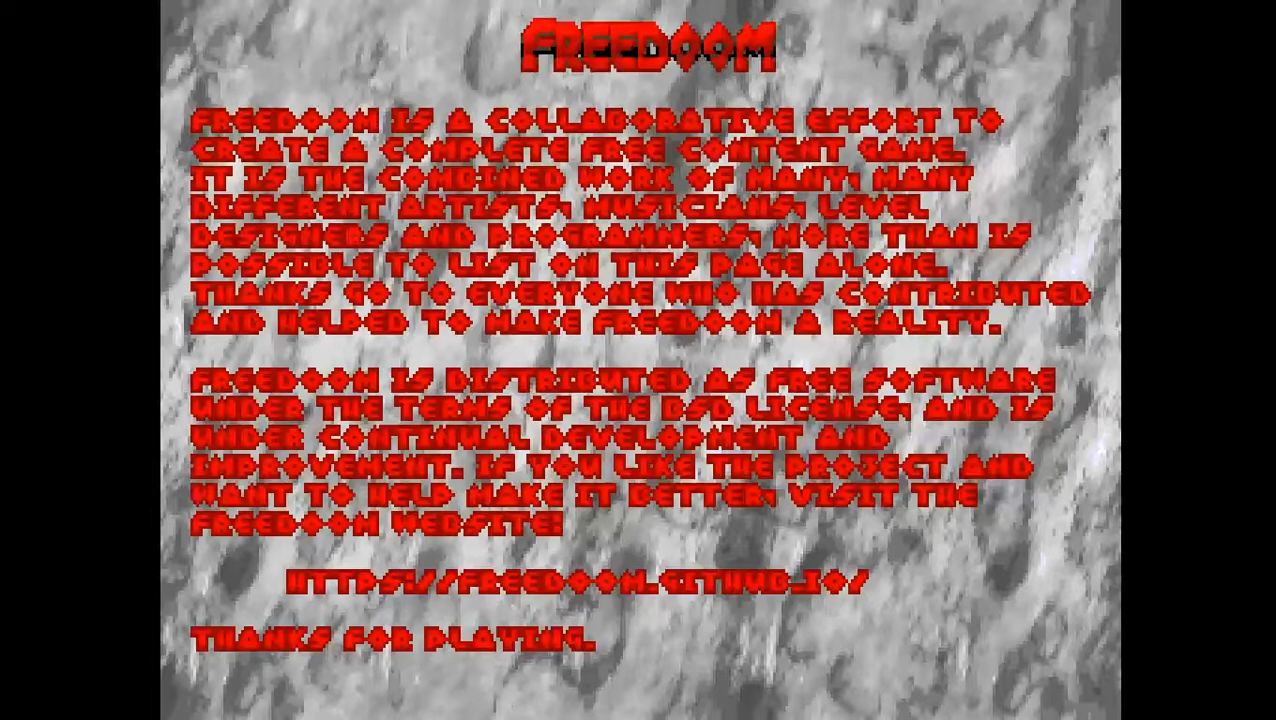 FREEDOOM
FREEDOOM IS A COLLABORATIVE EFFORT TO
CREATE A COMPLETE FREE CONTENT GAME.
IT IS THE COMBINED WORK OF MANY, MANY
DIFFERENT ARTISTS, MUSICIANS, LEVEL
DESIGNERS AND PROGRAMMERS, MORE THAN IS
POSSIBLE TO LIST ON THIS PAGE ALONE.
THANKS GO TO EVERYONE WHO HAS CONTRIBUTED
AND HELPED TO MAKE FREEDOOM A REALITY.
FREEDOOM IS DISTRIBUTED AS FREE SOFTWARE
UNDER THE TERMS OF THE BSD LICENSE, AND IS
UNDER CONTINUAL DEVELOPMENT AND
IMPROVEMENT. IF YOU LIKE THE PROJECT AND
WANT TO HELP MAKE IT BETTER, VISIT THE
FREEDOOM WEBSITE:
HTTPS://FREEDOOM.GITHUB.IO/
THANKS FOR PLAYING.